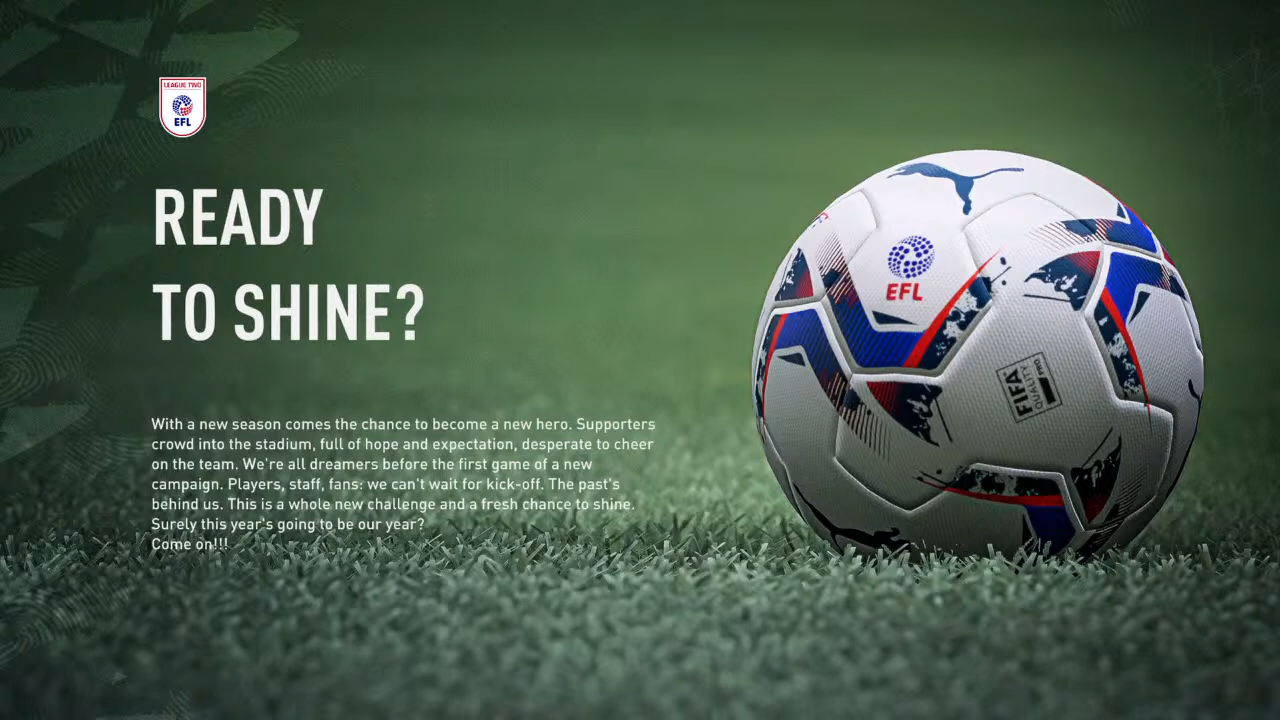 LEAGUE TWO
EFL
READY
TO SHINE?
With a new season comes the chance to become a new hero. Supporters
crowd into the stadium, full of hope and expectation, desperate to cheer
on the team. We're all dreamers before the first game of a new
campaign. Players, staff, fans: we can't wait for kick-off. The past's
behind us. This is a whole new challenge and a fresh chance to shine.
Surely this year's going to be our year?
Come on!!!
EFL
FIFA
QUALITY
PRO